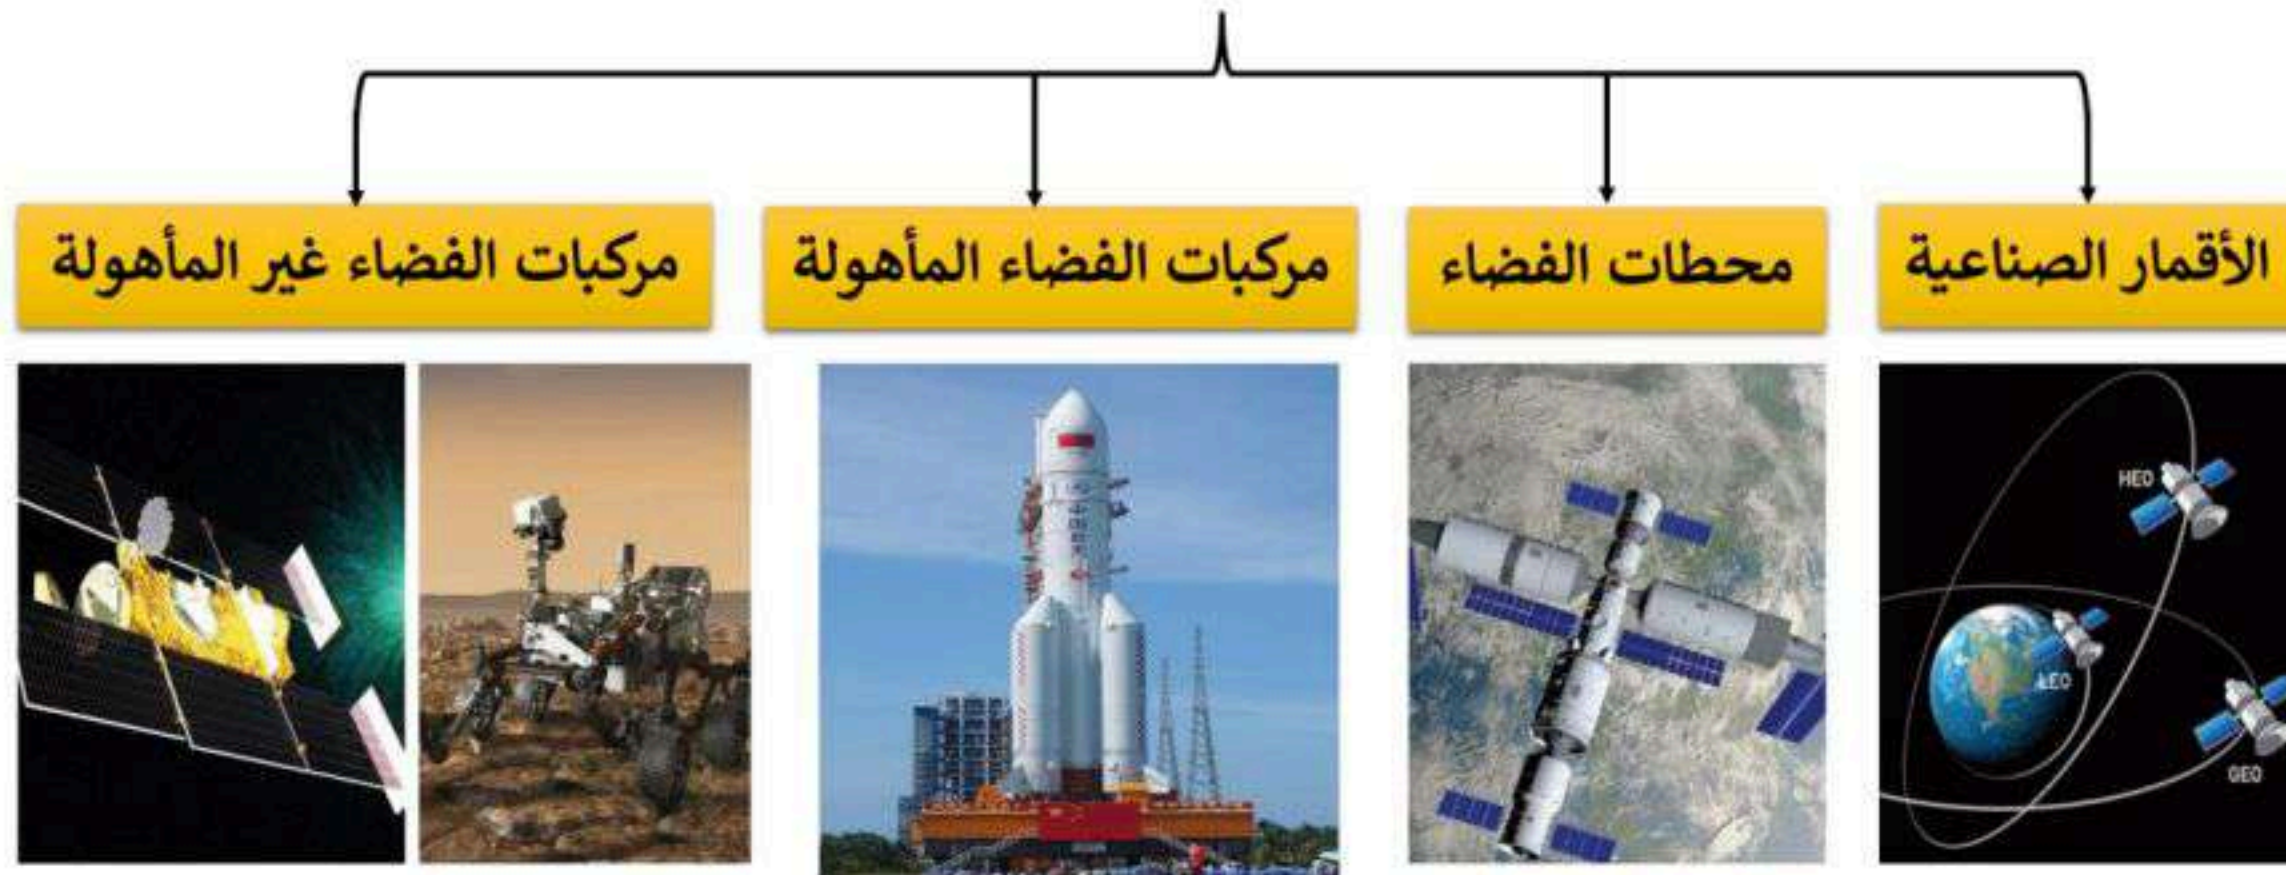 الأقمار الصناعية
محطات الفضاء
مركبات الفضاء المأهولة
مركبات الفضاء غير المأهولة
HEO
LEO
GEO